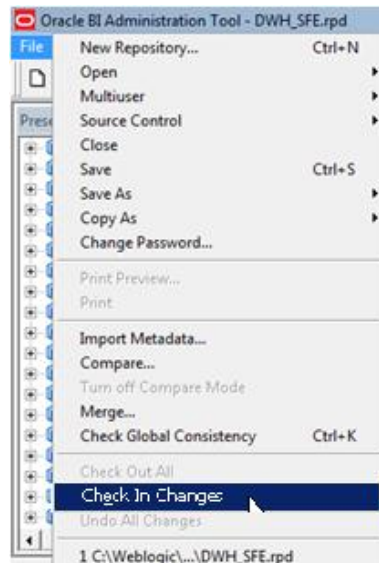 Oracle BI Administration Tool - DWH_SFE.rpd
File
New Repository... Ctrl+N
Open
Multiuser
Prese
Source Control
Close
Save Ctrl+S
Save As
Copy As
Change Password...
Print Preview...
Print
Import Metadata...
Compare...
Turn off Compare Mode
Merge...
Check Global Consistency Ctrl+K
Check Out All
Check In Changes
Undo All Changes
1 C:\Weblogic\...\DWH_SFE.rpd